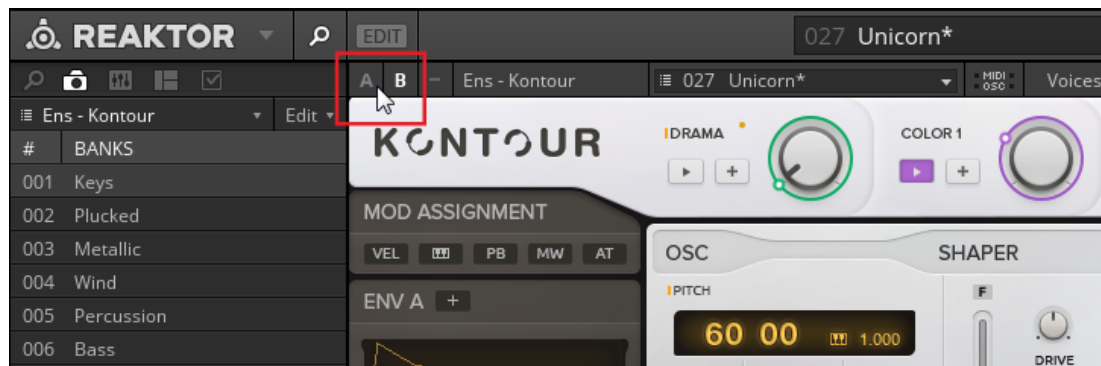 REAKTOR EDIT 027 Unicorn*
A B - Ens - Kontour 027 Unicorn* MIDI OSC Voices
Ens - Kontour Edit
# BANKS
001 Keys
002 Plucked
003 Metallic
004 Wind
005 Percussion
006 Bass
KONTOUR
DRAMA
COLOR 1
MOD ASSIGNMENT
VEL PB MW AT
ENV A +
OSC SHAPER
PITCH F
60 00 1.000
DRIVE